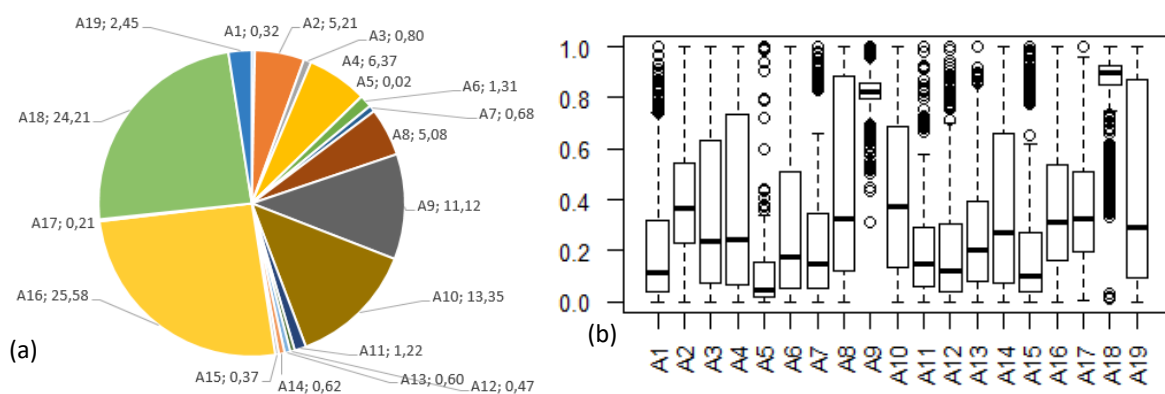 A19; 2,45
A1; 0,32
A2; 5,21
A3; 0,80
A4; 6,37
A5; 0,02
A6; 1,31
A7; 0,68
A8; 5,08
A9; 11,12
A10; 13,35
A11; 1,22
A12; 0,47
A13; 0,60
A14; 0,62
A15; 0,37
A16; 25,58
A17; 0,21
A18; 24,21
(a)
(b)
1.0
0.8
0.6
0.4
0.2
0.0
A1 A2 A3 A4 A5 A6 A7 A8 A9 A10 A11 A12 A13 A14 A15 A16 A17 A18 A19